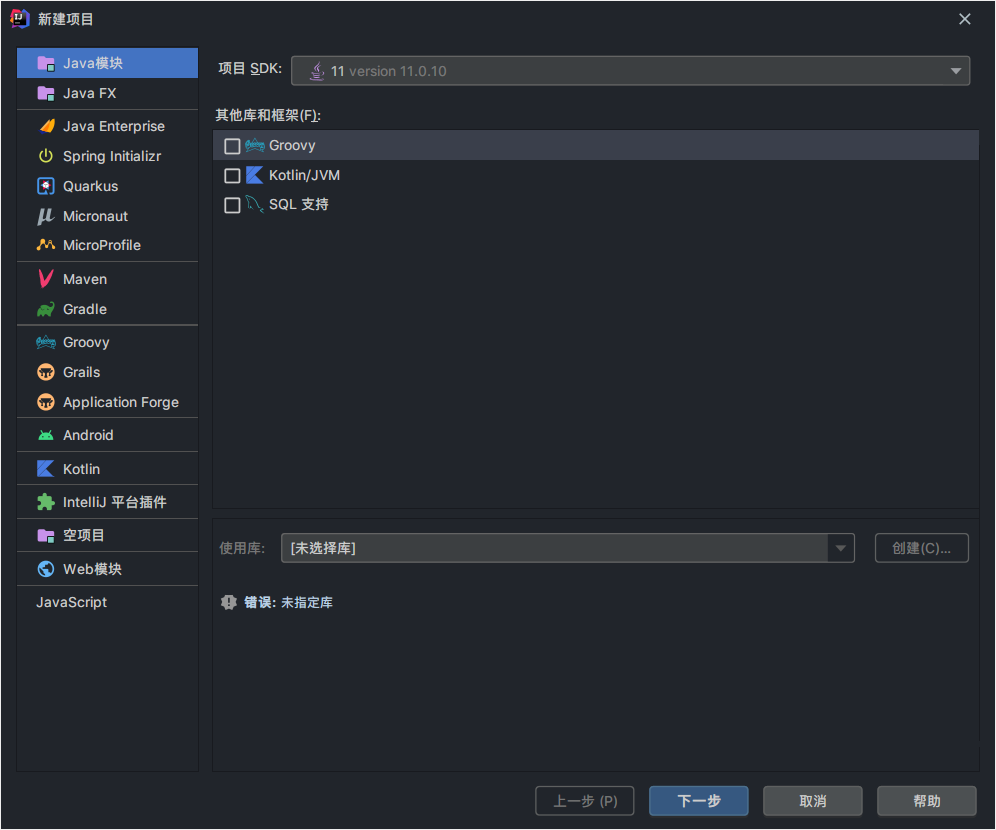 新建项目
Java模块
Java FX
Java Enterprise
Spring Initializr
Quarkus
Micronaut
MicroProfile
Maven
Gradle
Groovy
Grails
Application Forge
Android
Kotlin
IntelliJ 平台插件
空项目
Web模块
JavaScript
项目 SDK: 11 version 11.0.10
其他库和框架(F):
Groovy
Kotlin/JVM
SQL 支持
使用库: [未选择库] 创建(C)...
错误: 未指定库
上一步 (P) 下一步 取消 帮助